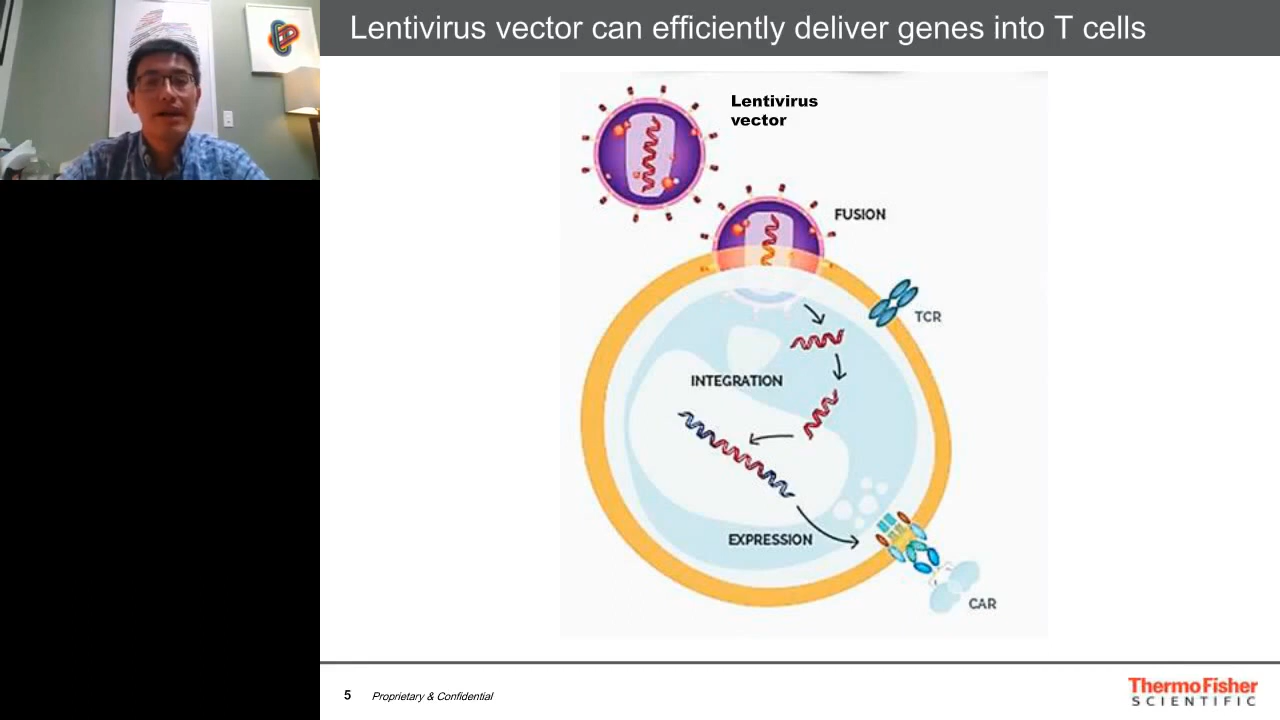 Lentivirus vector can efficiently deliver genes into T cells
Lentivirus
vector
FUSION
TCR
INTEGRATION
EXPRESSION
CAR
5 Proprietary & Confidential
ThermoFisher
SCIENTIFIC